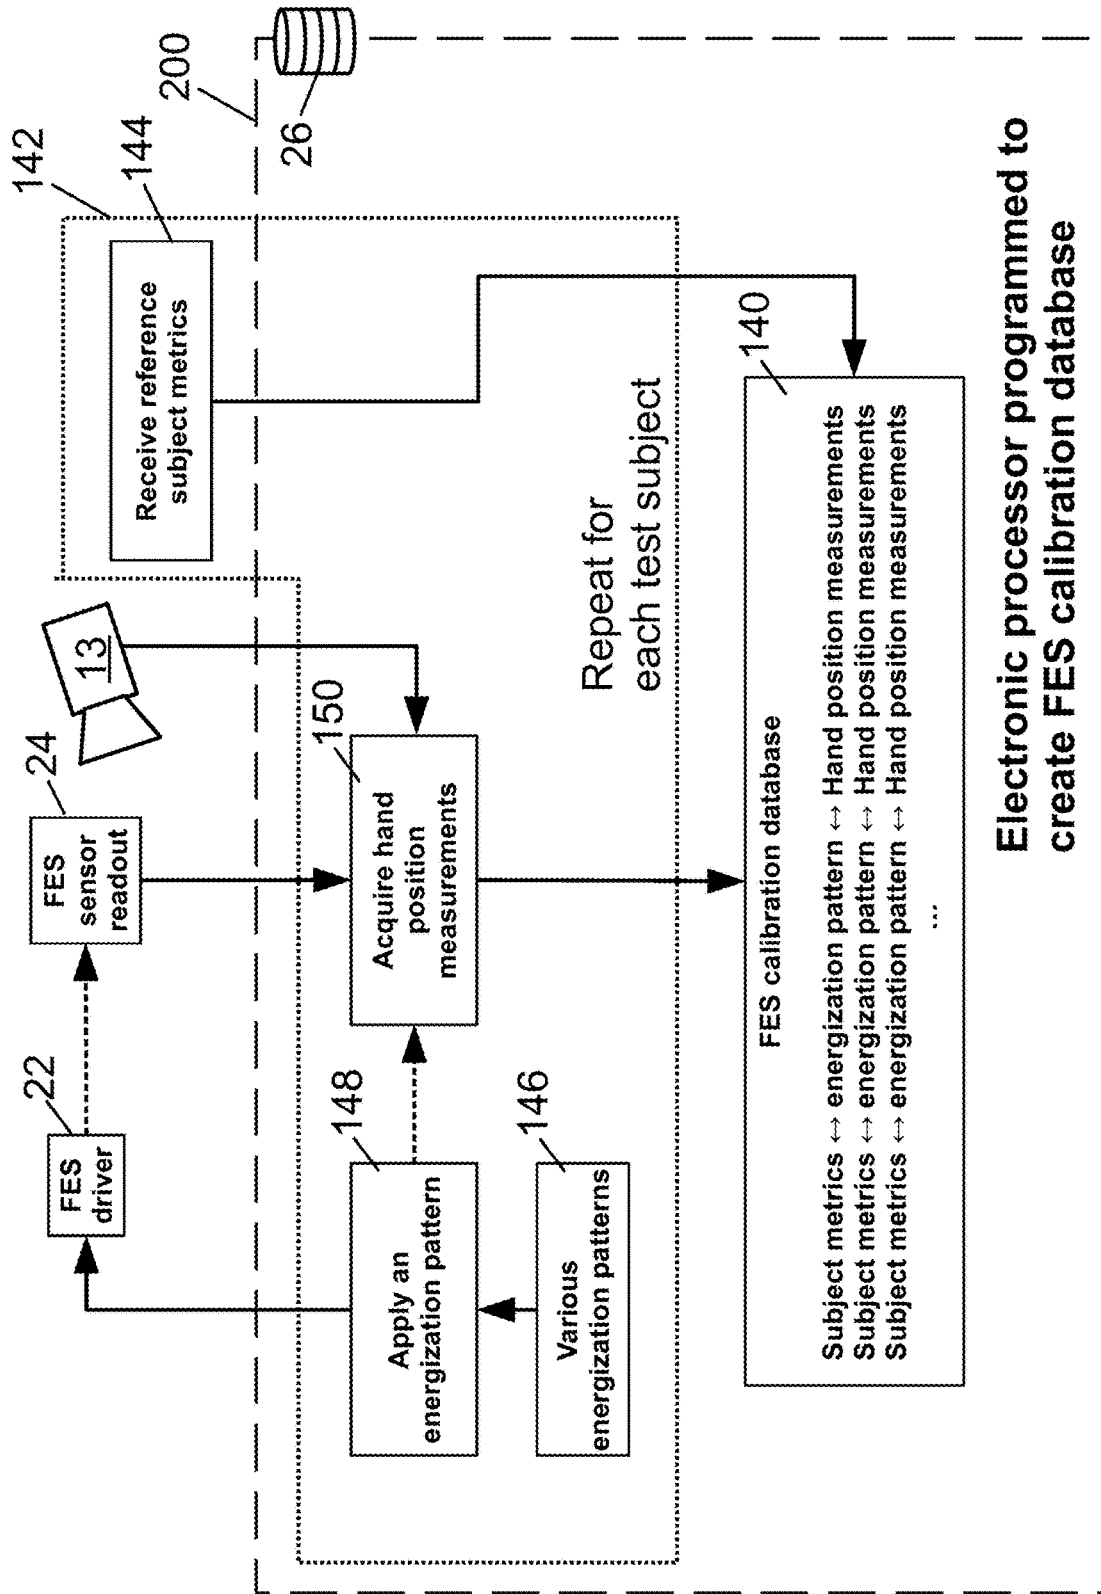 142
144
Receive reference
subject metrics
200
26
13
24
FES
sensor
readout
22
FES
driver
150
Acquire hand
position
measurements
148
Apply an
energization pattern
146
Various
energization patterns
Repeat for
each test subject
140
FES calibration database
Subject metrics ↔ energization pattern ↔ Hand position measurements
Subject metrics ↔ energization pattern ↔ Hand position measurements
Subject metrics ↔ energization pattern ↔ Hand position measurements
...
Electronic processor programmed to
create FES calibration database